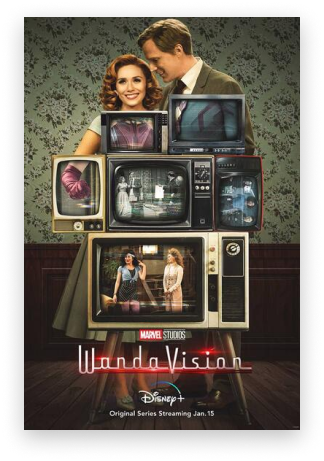 MARVEL STUDIOS
WandaVision
Disney+
Original Series Streaming Jan. 15